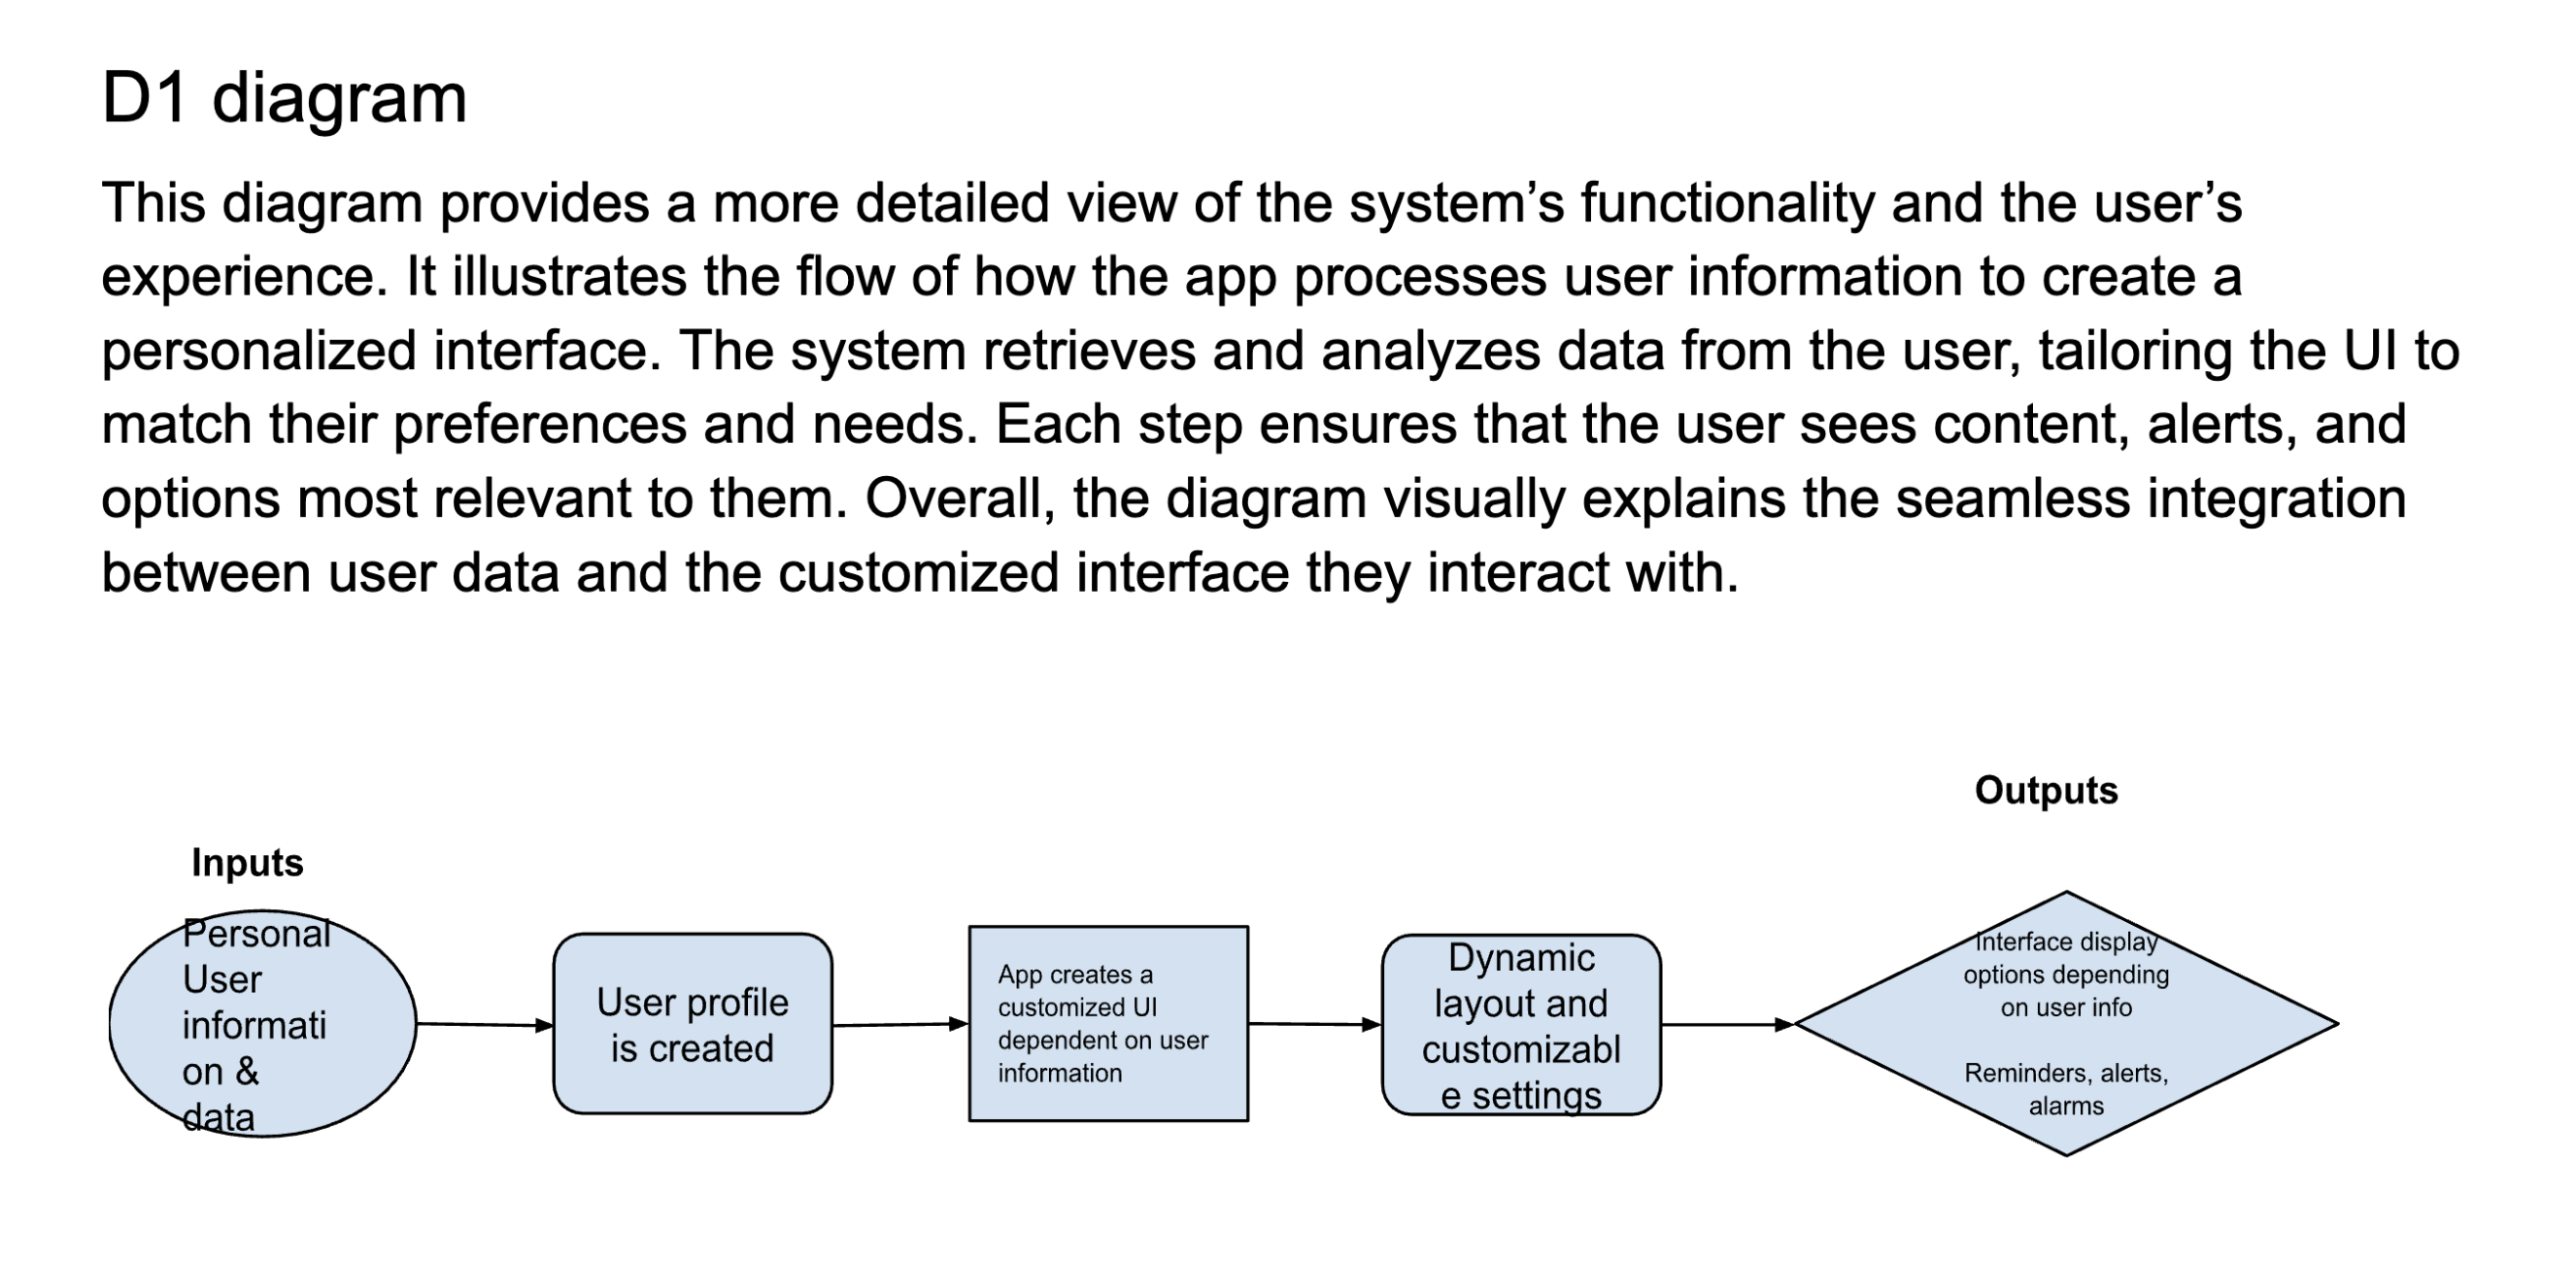 D1 diagram
This diagram provides a more detailed view of the system’s functionality and the user’s
experience. It illustrates the flow of how the app processes user information to create a
personalized interface. The system retrieves and analyzes data from the user, tailoring the UI to
match their preferences and needs. Each step ensures that the user sees content, alerts, and
options most relevant to them. Overall, the diagram visually explains the seamless integration
between user data and the customized interface they interact with.
Inputs
Personal
User
informati
on &
data
User profile
is created
App creates a
customized UI
dependent on user
information
Dynamic
layout and
customizabl
e settings
Outputs
Interface display
options depending
on user info
Reminders, alerts,
alarms